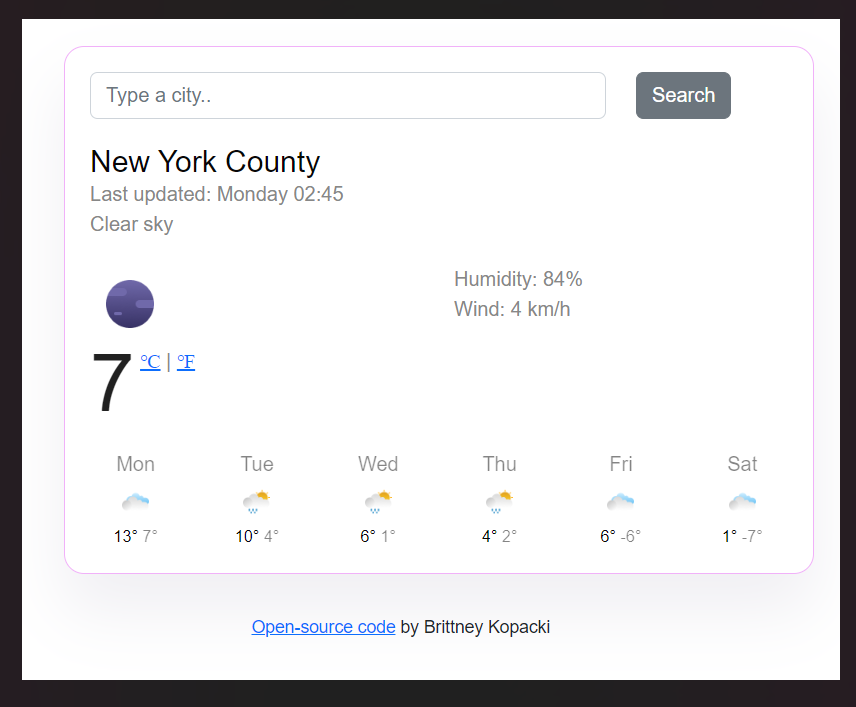 Type a city..
Search
New York County
Last updated: Monday 02:45
Clear sky
Humidity: 84%
Wind: 4 km/h
7 °C | °F
Mon Tue Wed Thu Fri Sat
13° 7° 10° 4° 6° 1° 4° 2° 6° -6° 1° -7°
Open-source code by Brittney Kopacki